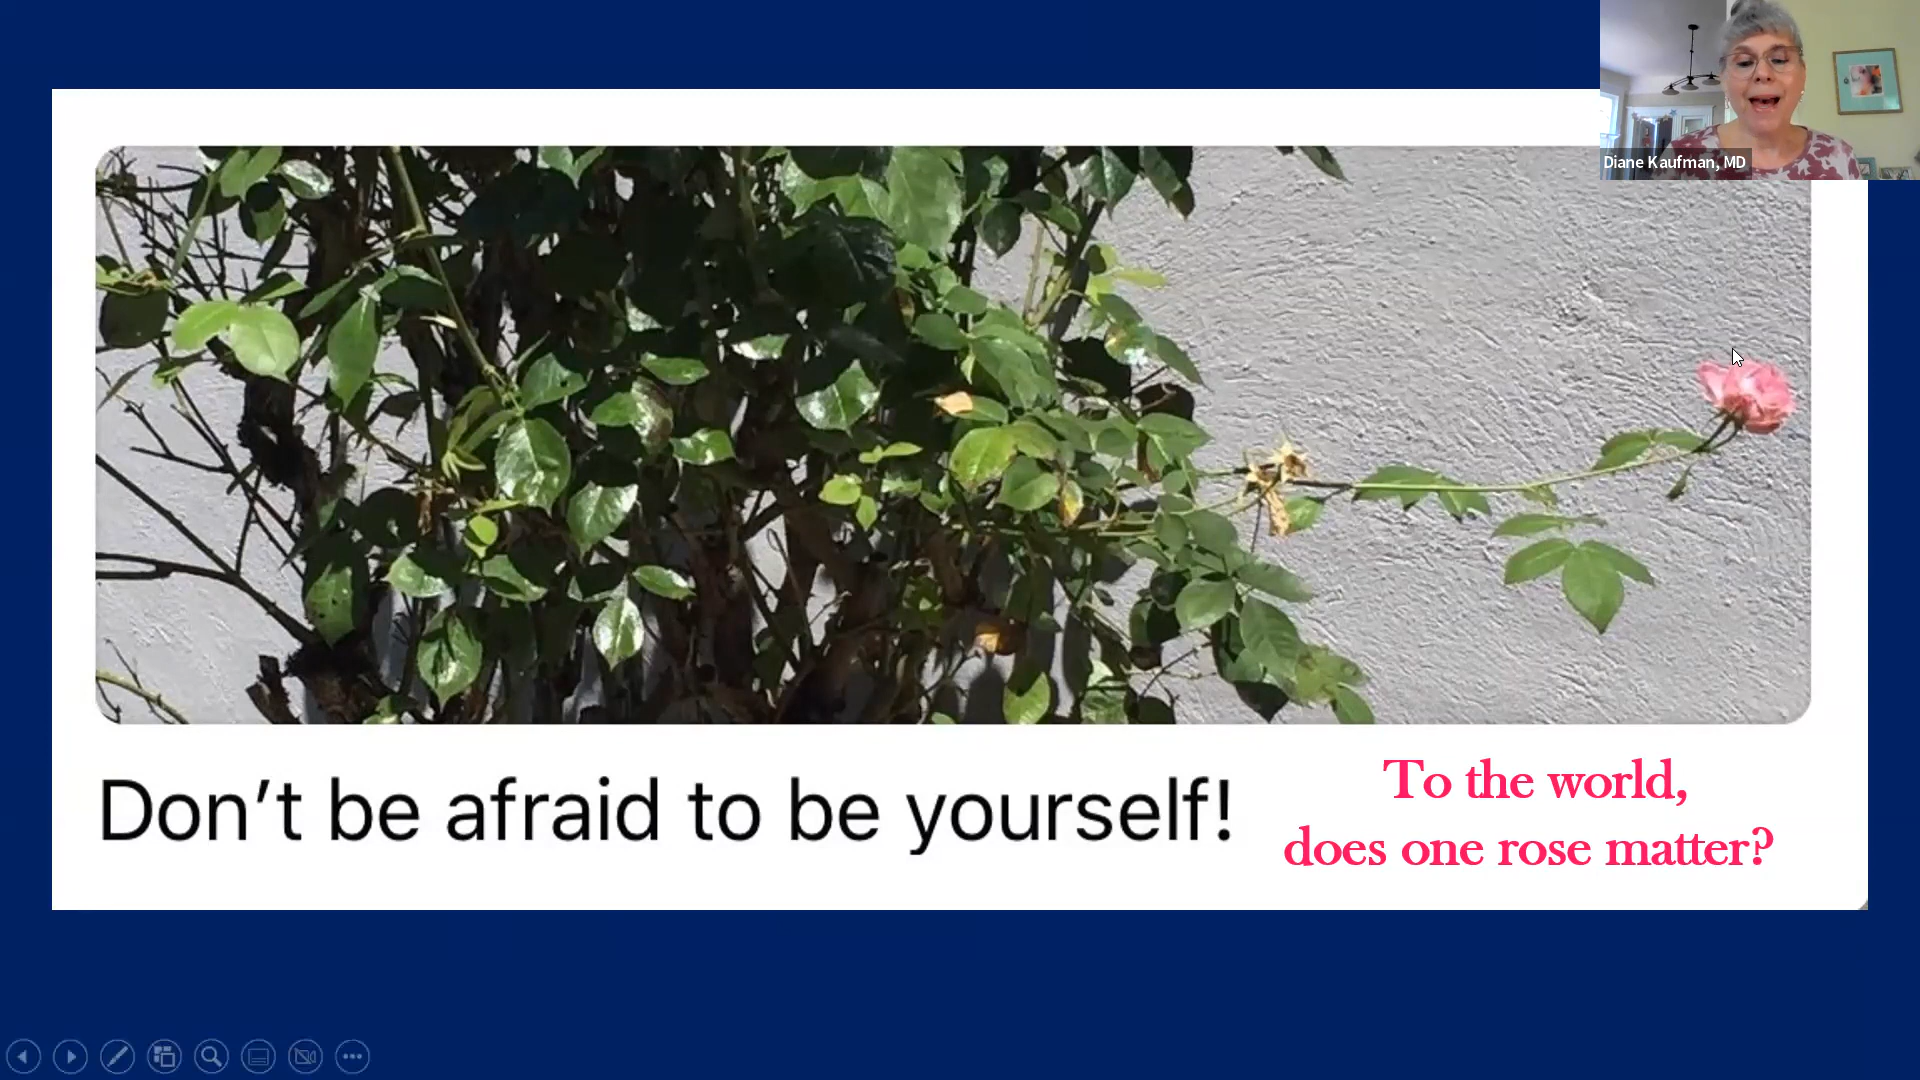 Diane Kaufman, MD
Don't be afraid to be yourself!
To the world,
does one rose matter?